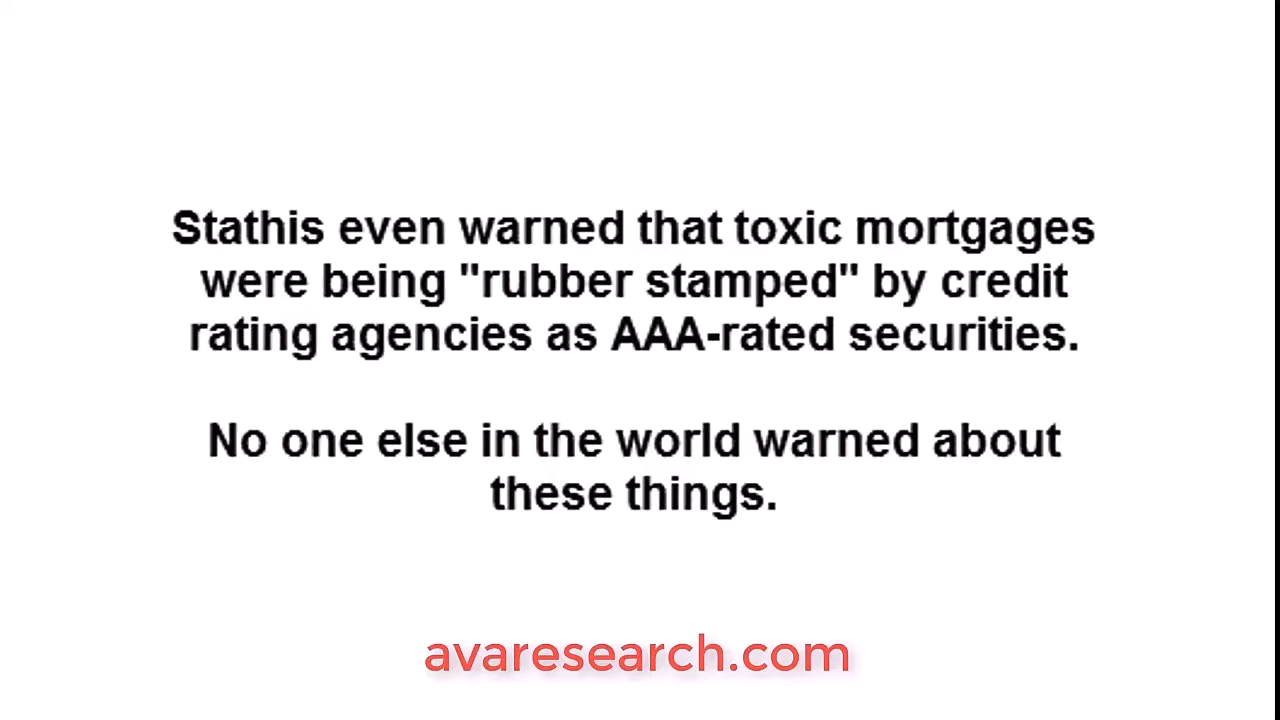 Stathis even warned that toxic mortgages
were being "rubber stamped" by credit
rating agencies as AAA-rated securities.
No one else in the world warned about
these things.
avaresearch.com